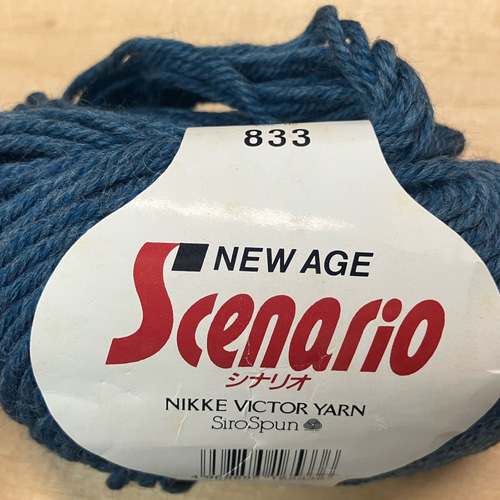 833
NEW AGE
Scenario
シナリオ
NIKKE VICTOR YARN
SiroSpun